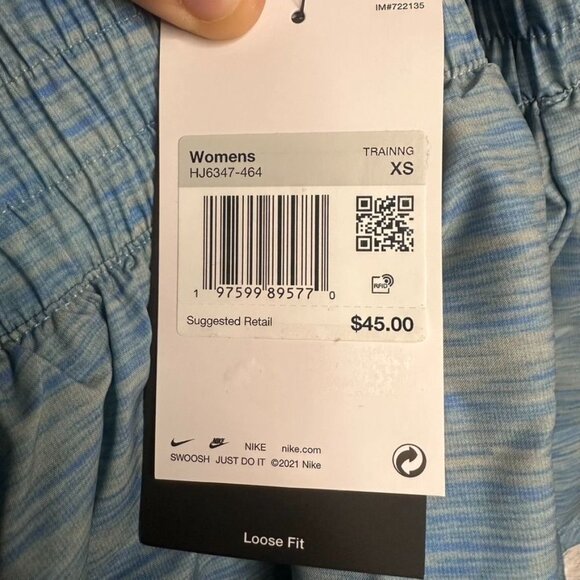 IM#722135
Womens TRAINNG
HJ6347-464 XS
1 97599 89577 0
RFID
Suggested Retail $45.00
NIKE nike.com
SWOOSH JUST DO IT ©2021 Nike
Loose Fit